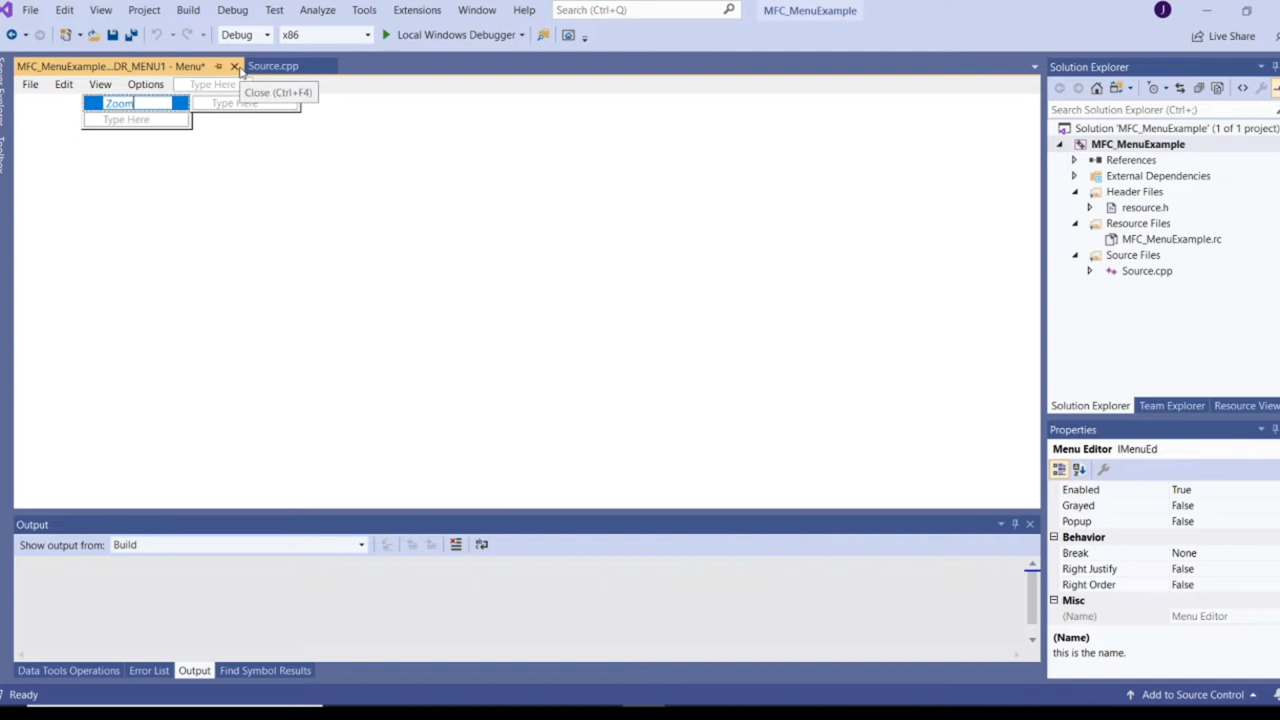 File Edit View Project Build Debug Test Analyze Tools Extensions Window Help Search (Ctrl+Q) MFC_MenuExample J
Debug x86 Local Windows Debugger Live Share
MFC_MenuExample...DR_MENU1 - Menu* Source.cpp
Solution Explorer
File Edit View Options Type Here
Close (Ctrl+F4)
Zoom Type Here
Type Here
Toolbox
Search Solution Explorer (Ctrl+;)
Solution 'MFC_MenuExample' (1 of 1 project)
MFC_MenuExample
References
External Dependencies
Header Files
resource.h
Resource Files
MFC_MenuExample.rc
Source Files
Source.cpp
Solution Explorer Team Explorer Resource View
Properties
Menu Editor IMenuEd
Enabled True
Grayed False
Popup False
Behavior
Break None
Right Justify False
Right Order False
Misc
(Name) Menu Editor
(Name)
this is the name.
Output
Show output from: Build
Data Tools Operations Error List Output Find Symbol Results
Ready Add to Source Control